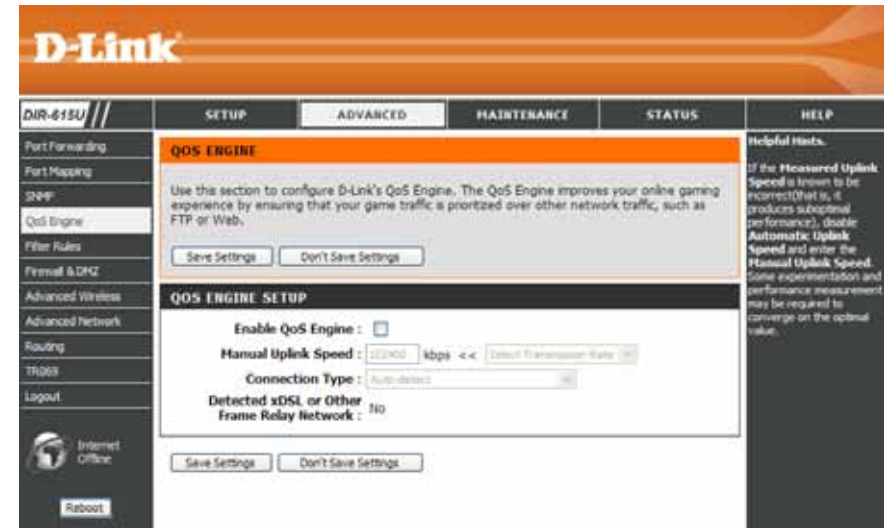 D-Link
DIR-615U
SETUP
ADVANCED
MAINTENANCE
STATUS
HELP
Port Forwarding
Port Mapping
SNMP
QoS Engine
Filter Rules
Firewall & DMZ
Advanced Wireless
Advanced Network
Routing
TR069
Logout
Internet
Offline
Reboot
QOS ENGINE
Use this section to configure D-Link's QoS Engine. The QoS Engine improves your online gaming
experience by ensuring that your game traffic is prioritized over other network traffic, such as
FTP or Web.
Save Settings
Don't Save Settings
QOS ENGINE SETUP
Enable QoS Engine :
Manual Uplink Speed :
kbps << Select Transmission Rate
Connection Type : Auto-detect
Detected xDSL or Other
Frame Relay Network : No
Save Settings
Don't Save Settings
Helpful Hints.
If the Measured Uplink
Speed is known to be
incorrect(that is, it
produces suboptimal
performance), disable
Automatic Uplink
Speed and enter the
Manual Uplink Speed.
Some experimentation and
performance measurement
may be required to
converge on the optimal
value.